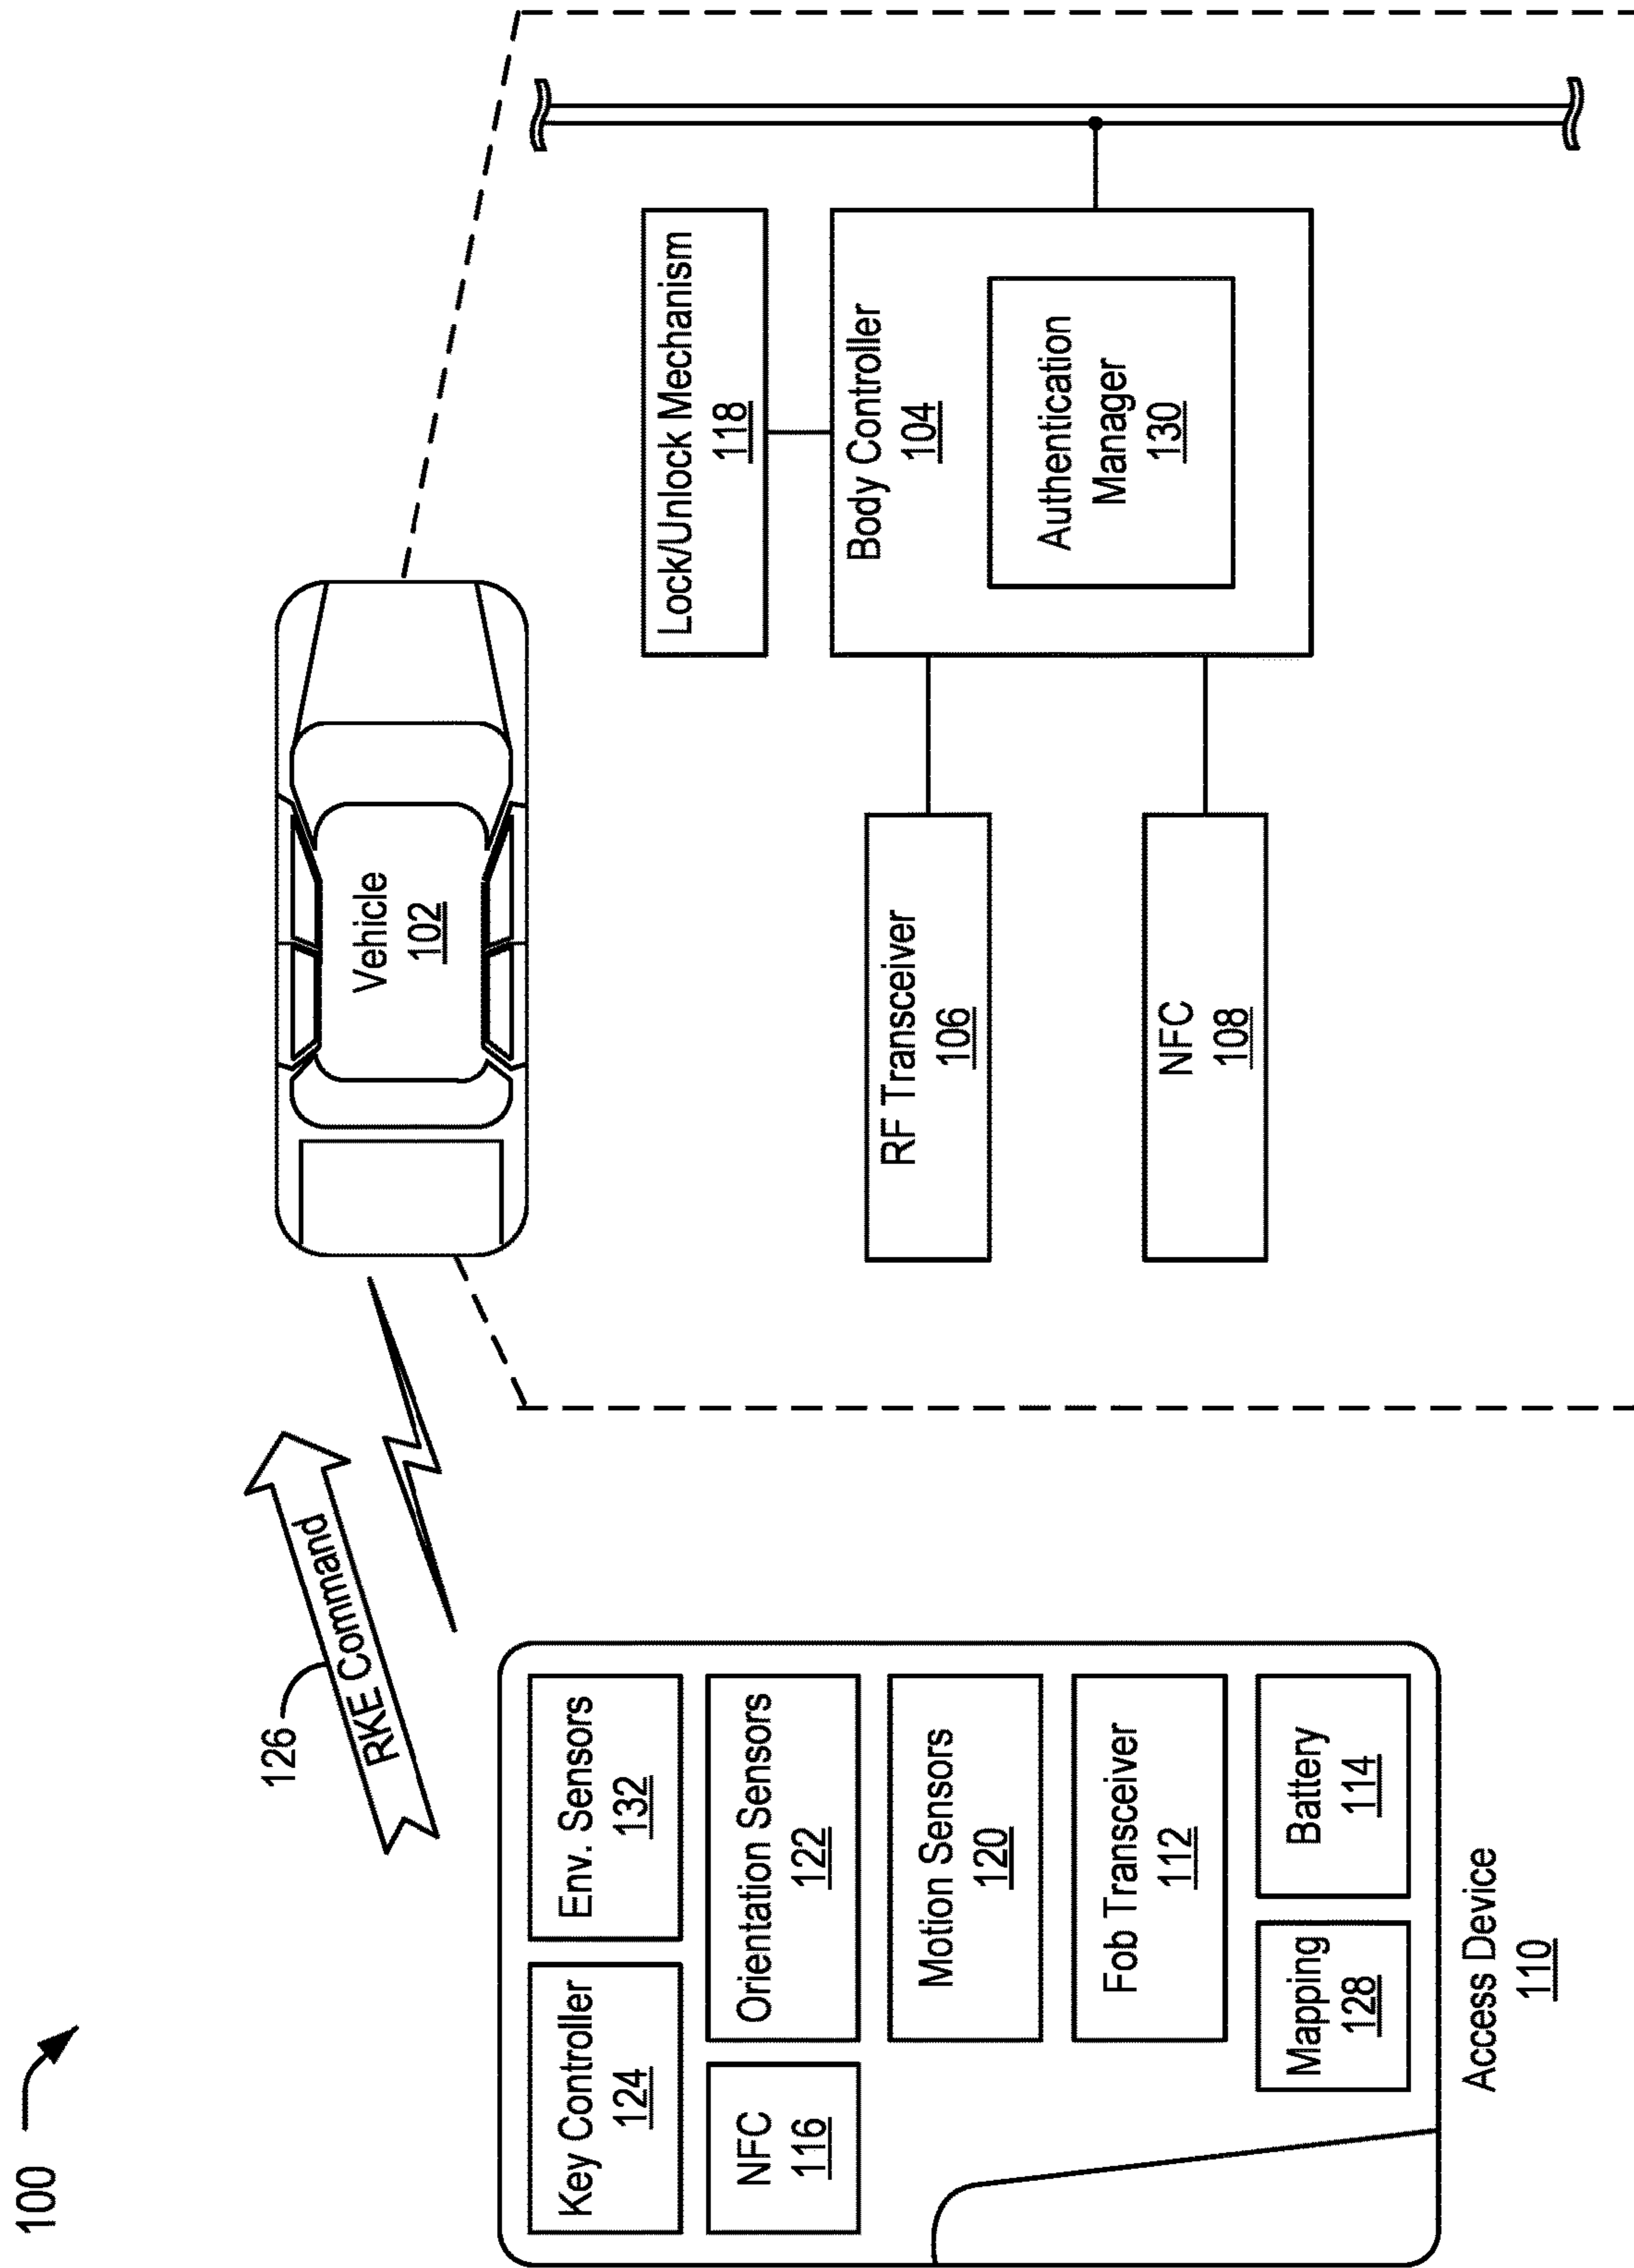 100
126
RKE Command
Vehicle
102
Key Controller
124
Env. Sensors
132
NFC
116
Orientation Sensors
122
Motion Sensors
120
Fob Transceiver
112
Mapping
128
Battery
114
Access Device
110
Lock/Unlock Mechanism
118
RF Transceiver
106
Body Controller
104
Authentication
Manager
130
NFC
108